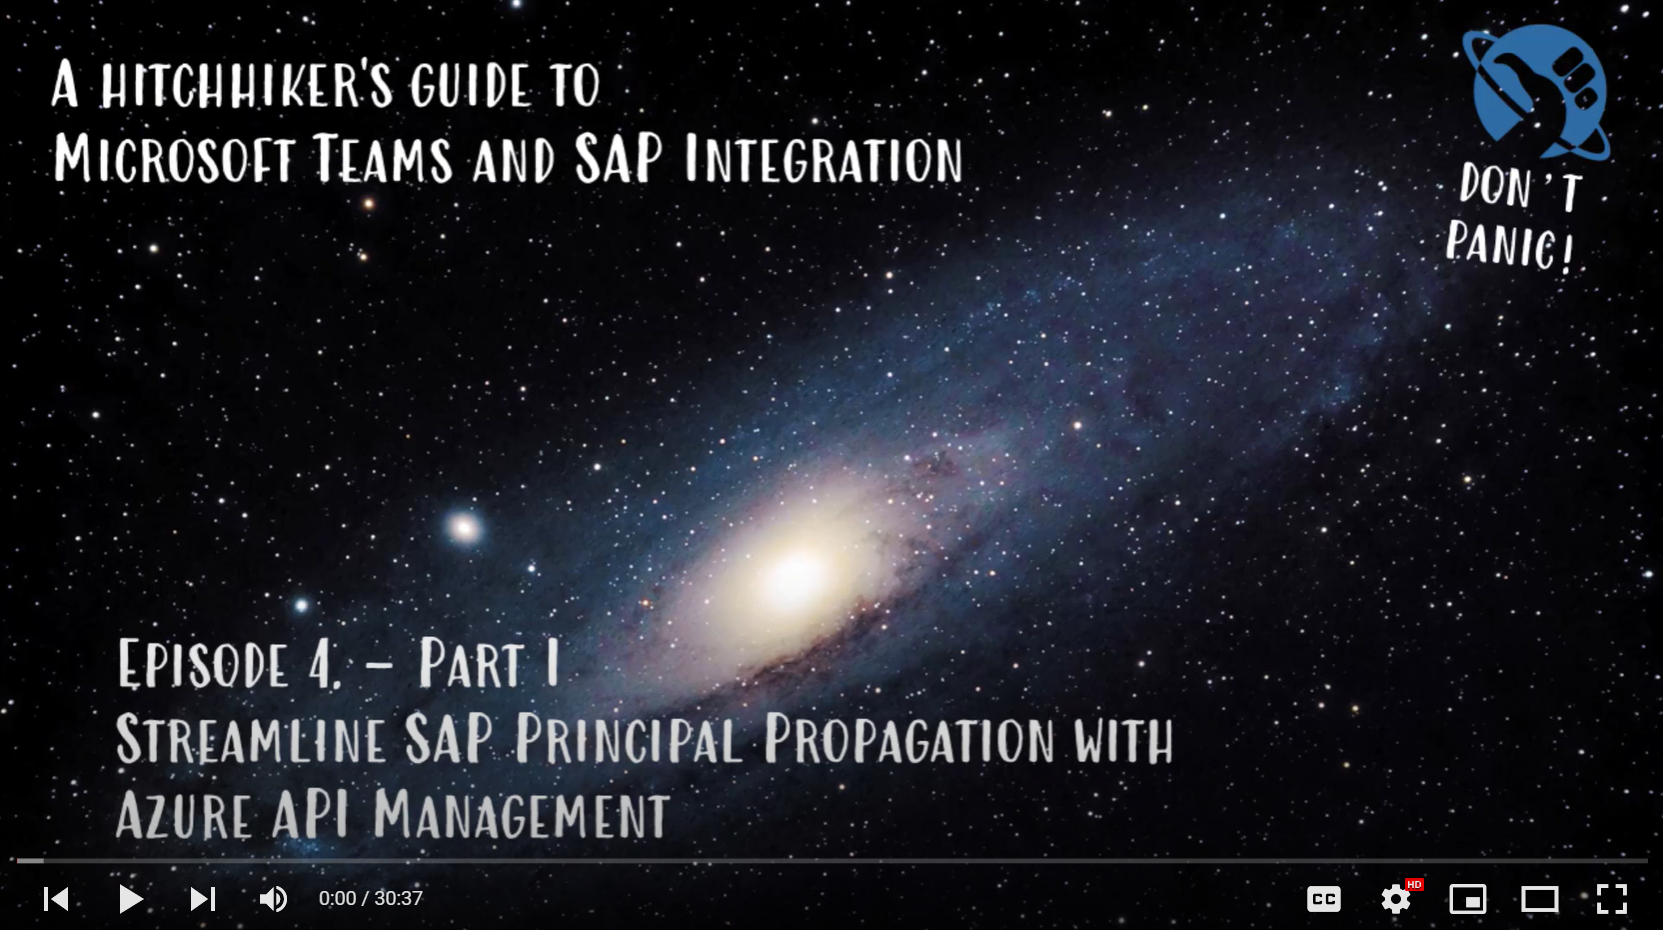 A hitchhiker's guide to
Microsoft Teams and SAP Integration
DON'T
PANIC!
Episode 4. - Part 1
Streamline SAP Principal Propagation with
Azure API Management
0:00 / 30:37
CC
HD